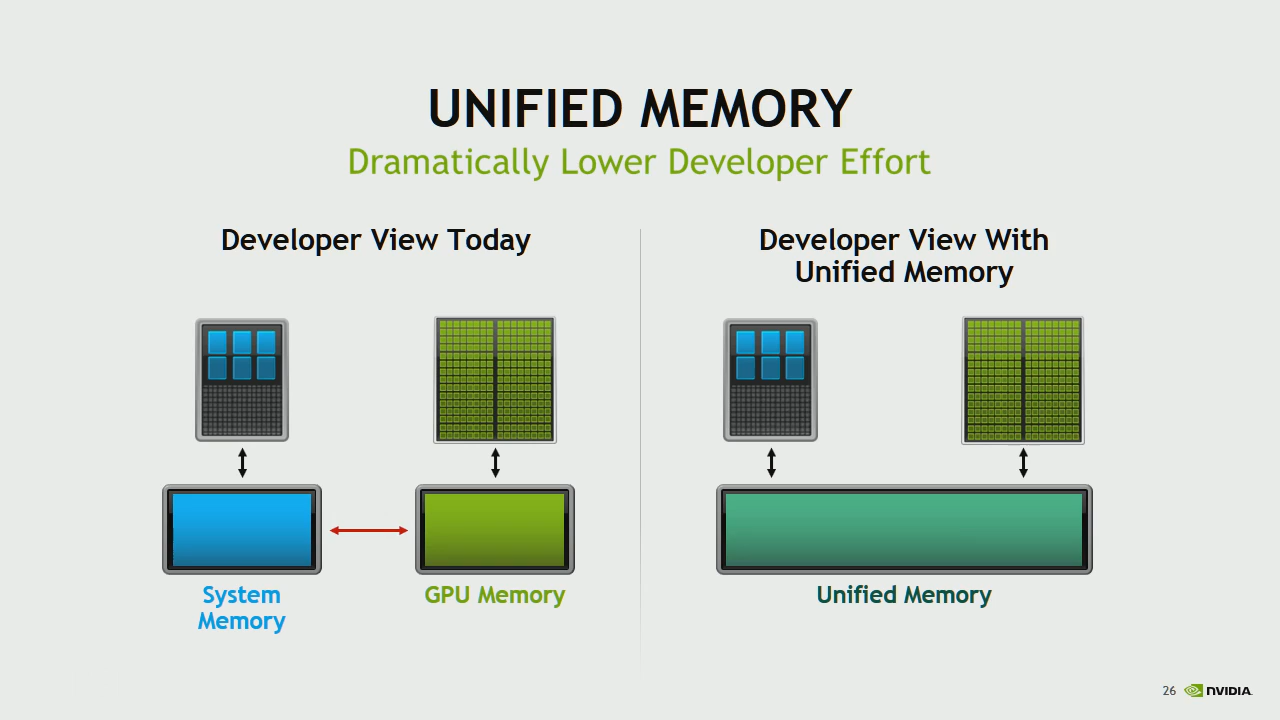 UNIFIED MEMORY
Dramatically Lower Developer Effort
Developer View Today
Developer View With
Unified Memory
System
Memory
GPU Memory
Unified Memory
26 NVIDIA.